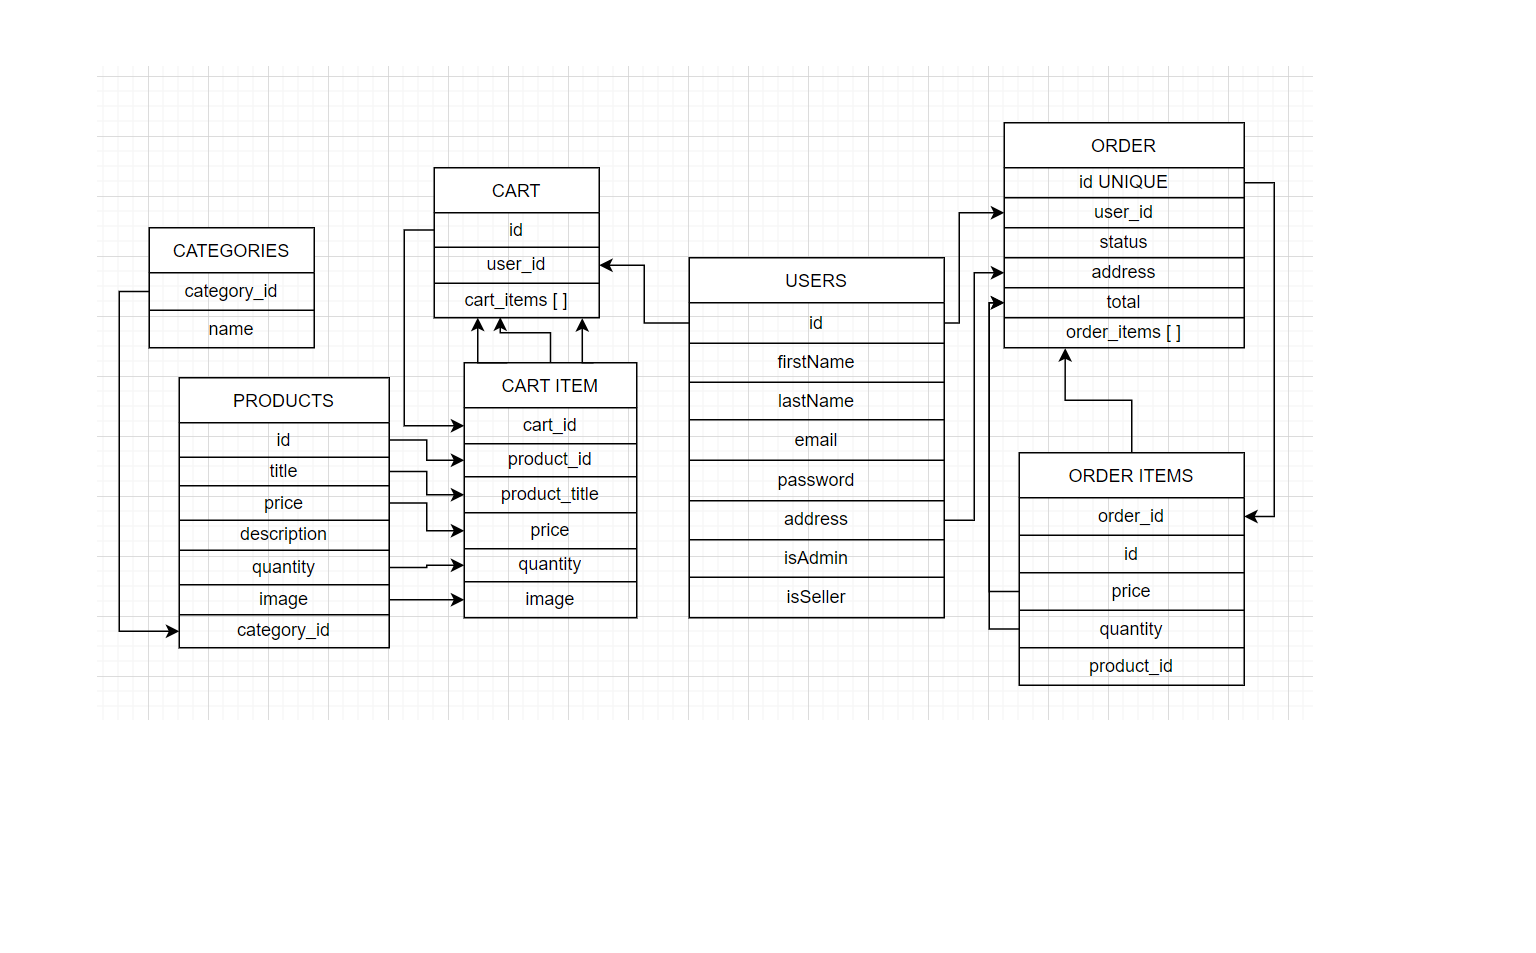 CATEGORIES
category_id
name
PRODUCTS
id
title
price
description
quantity
image
category_id
CART
id
user_id
cart_items [ ]
CART ITEM
cart_id
product_id
product_title
price
quantity
image
USERS
id
firstName
lastName
email
password
address
isAdmin
isSeller
ORDER
id UNIQUE
user_id
status
address
total
order_items [ ]
ORDER ITEMS
order_id
id
price
quantity
product_id